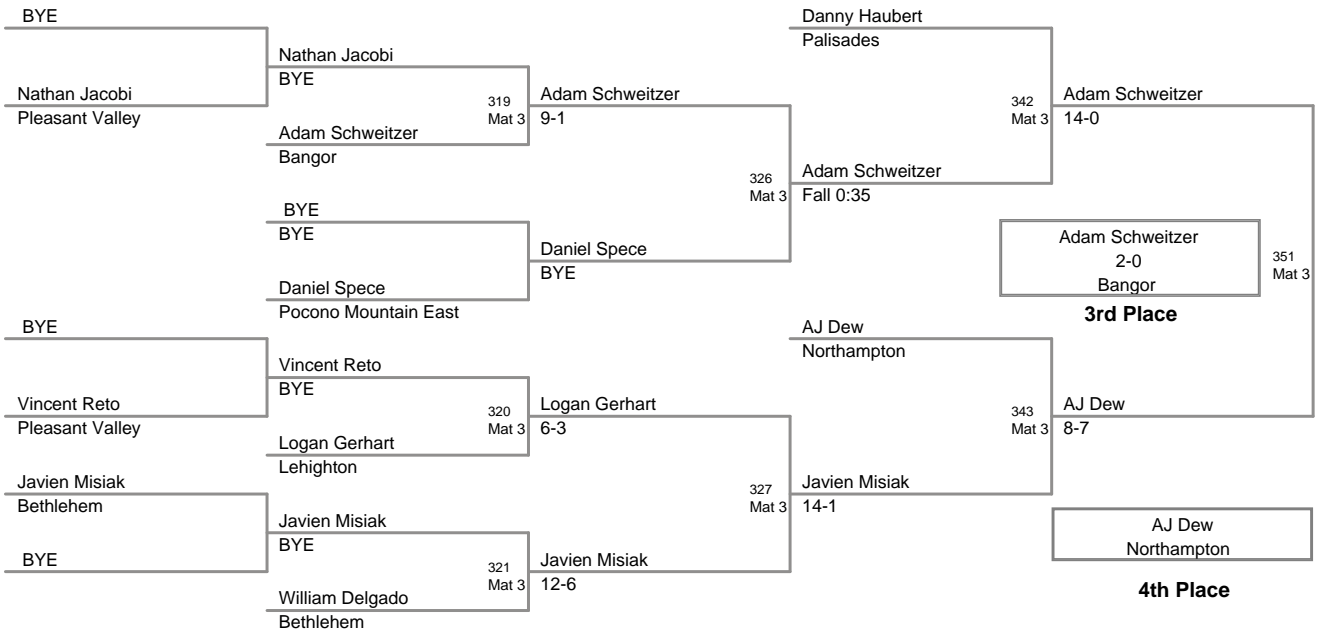 BYE
Nathan Jacobi
Pleasant Valley
Nathan Jacobi
BYE
Adam Schweitzer
Bangor
319
Mat 3
Adam Schweitzer
9-1
BYE
BYE
Daniel Spece
Pocono Mountain East
Daniel Spece
BYE
326
Mat 3
Adam Schweitzer
Fall 0:35
Danny Haubert
Palisades
342
Mat 3
Adam Schweitzer
14-0
Adam Schweitzer
2-0
Bangor
3rd Place
351
Mat 3
BYE
Vincent Reto
Pleasant Valley
Vincent Reto
BYE
Logan Gerhart
Lehighton
320
Mat 3
Logan Gerhart
6-3
Javien Misiak
Bethlehem
BYE
Javien Misiak
BYE
William Delgado
Bethlehem
321
Mat 3
Javien Misiak
12-6
327
Mat 3
Javien Misiak
14-1
AJ Dew
Northampton
343
Mat 3
AJ Dew
8-7
AJ Dew
Northampton
4th Place